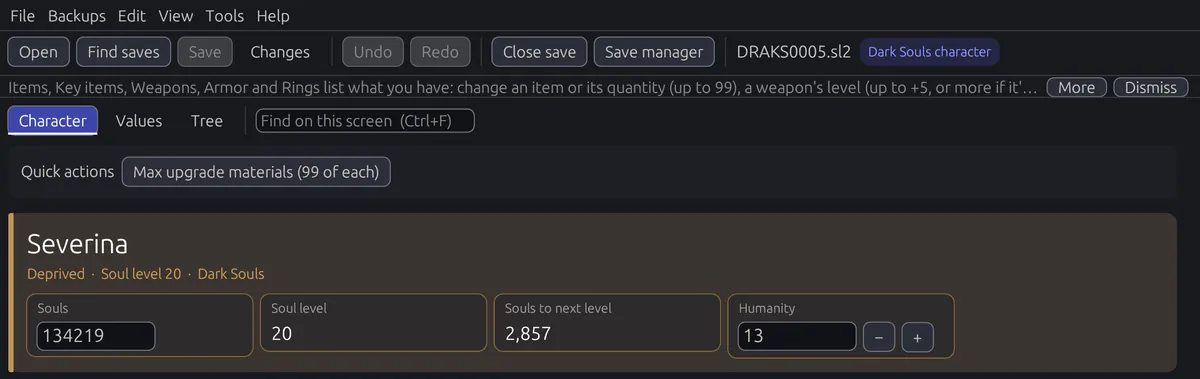 File Backups Edit View Tools Help
Open Find saves Save Changes Undo Redo Close save Save manager DRAKS0005.sl2 Dark Souls character
Items, Key items, Weapons, Armor and Rings list what you have: change an item or its quantity (up to 99), a weapon's level (up to +5, or more if it'... More Dismiss
Character Values Tree Find on this screen (Ctrl+F)
Quick actions Max upgrade materials (99 of each)
Severina
Deprived · Soul level 20 · Dark Souls
Souls Soul level Souls to next level Humanity
134219 20 2,857 13 − +